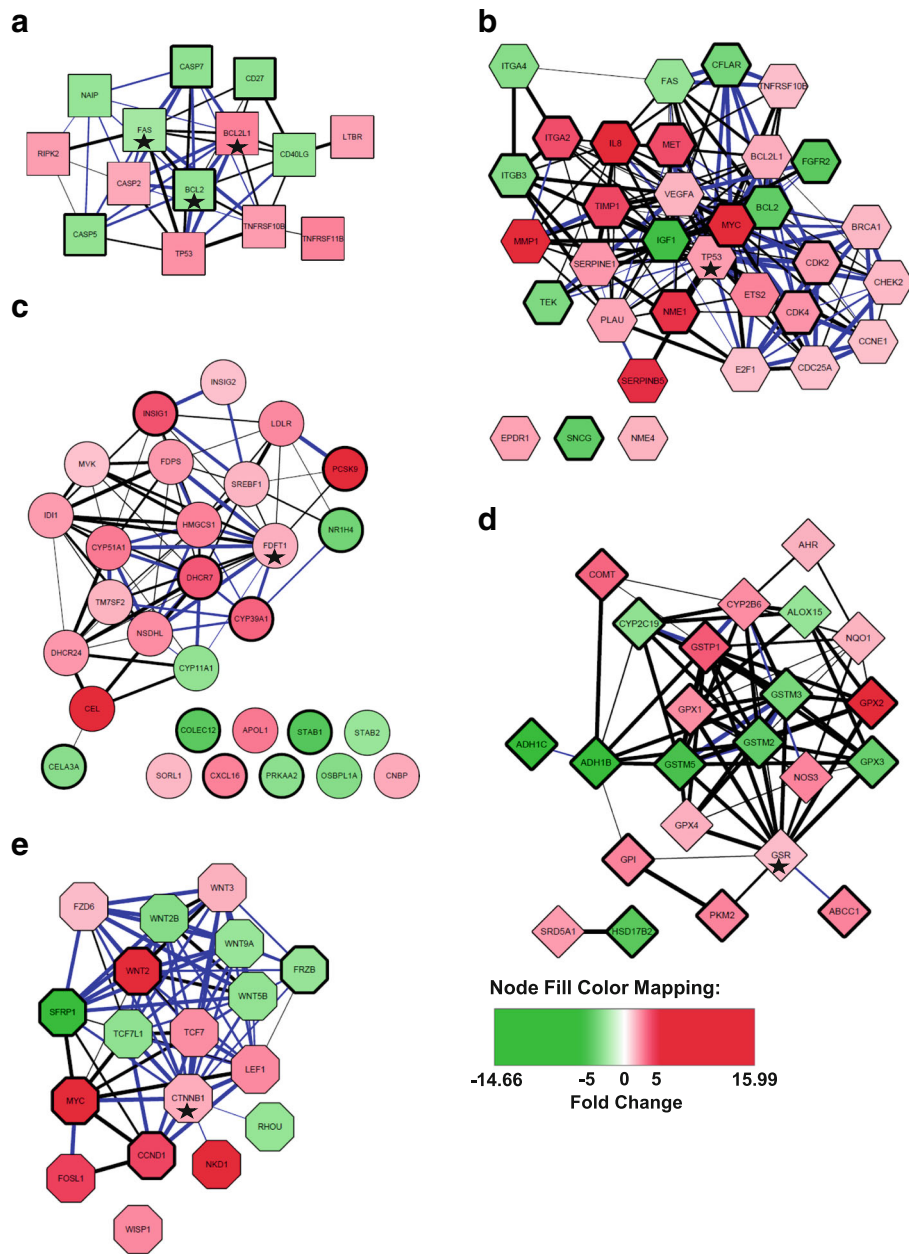 a
CASP7
CD27
NAIP
FAS
BCL2L1
LTBR
RIPK2
CASP2
CD40LG
BCL2
CASP5
TNFRSF10B
TNFRSF11B
TP53
b
ITGA4
FAS
CFLAR
TNFRSF10B
ITGA2
IL8
MET
BCL2L1
FGFR2
ITGB3
VEGFA
TIMP1
BCL2
MYC
BRCA1
MMP1
IGF1
SERPINE1
TP53
CDK2
CHEK2
TEK
ETS2
PLAU
NME1
CDK4
CCNE1
E2F1
CDC25A
SERPINB5
EPDR1
SNCG
NME4
c
INSIG2
INSIG1
LDLR
MVK
FDPS
SREBF1
PCSK9
IDI1
HMGCS1
NR1H4
CYP51A1
FDFT1
DHCR7
TM7SF2
CYP39A1
NSDHL
DHCR24
CYP11A1
CEL
COLEC12
APOL1
STAB1
STAB2
CELA3A
SORL1
CXCL16
PRKAA2
OSBPL1A
CNBP
d
AHR
COMT
CYP2B6
ALOX15
CYP2C19
NQO1
GSTP1
GSTM3
GPX1
GPX2
ADH1C
GSTM2
ADH1B
GSTM5
GPX3
NOS3
GPX4
GSR
GPI
PKM2
ABCC1
SRD5A1
HSD17B2
Node Fill Color Mapping:
-14.66 -5 0 5 15.99
Fold Change
e
WNT3
FZD6
WNT2B
WNT9A
WNT2
FRZB
WNT5B
SFRP1
TCF7L1
TCF7
LEF1
MYC
CTNNB1
RHOU
CCND1
FOSL1
NKD1
WISP1